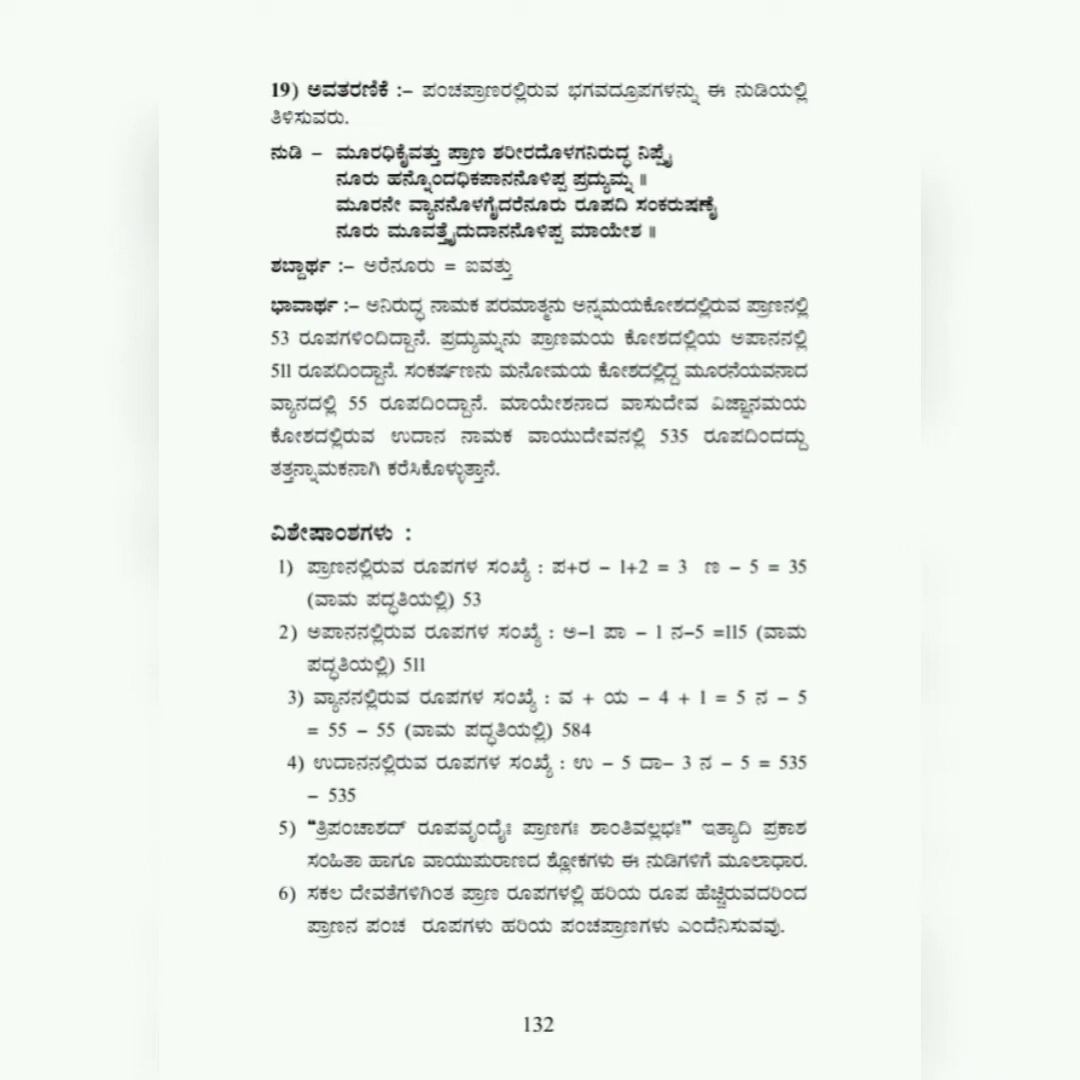 19) ಅವತರಣಿಕೆ :– ಪಂಚಪ್ರಾಣರಲ್ಲಿರುವ ಭಗವದ್ರೂಪಗಳನ್ನು ಈ ನುಡಿಯಲ್ಲಿ
ತಿಳಿಸುವರು.
ನುಡಿ – ಮೂರಧಿಕೈವತ್ತು ಪ್ರಾಣ ಶರೀರದೊಳಗನಿರುದ್ಧ ನಿಪ್ಪೈ
ನೂರು ಹನ್ನೊಂದಧಿಕಪಾನನೊಳಿಪ್ಪ ಪ್ರದ್ಯುಮ್ನ ॥
ಮೂರನೇ ವ್ಯಾನನೊಳಗೈದರೆನೂರು ರೂಪದಿ ಸಂಕರುಷಣೈ
ನೂರು ಮೂವತ್ತೈದುದಾನನೊಳಿಪ್ಪ ಮಾಯೇಶ ॥
ಶಬ್ದಾರ್ಥ :– ಅರೆನೂರು = ಐವತ್ತು
ಭಾವಾರ್ಥ :– ಅನಿರುದ್ಧ ನಾಮಕ ಪರಮಾತ್ಮನು ಅನ್ನಮಯಕೋಶದಲ್ಲಿರುವ ಪ್ರಾಣನಲ್ಲಿ
53 ರೂಪಗಳಿಂದಿದ್ದಾನೆ. ಪ್ರದ್ಯುಮ್ನನು ಪ್ರಾಣಮಯ ಕೋಶದಲ್ಲಿಯ ಅಪಾನನಲ್ಲಿ
511 ರೂಪದಿಂದ್ದಾನೆ. ಸಂಕರ್ಷಣನು ಮನೋಮಯ ಕೋಶದಲ್ಲಿದ್ದ ಮೂರನೆಯವನಾದ
ವ್ಯಾನದಲ್ಲಿ 55 ರೂಪದಿಂದ್ದಾನೆ. ಮಾಯೇಶನಾದ ವಾಸುದೇವ ವಿಜ್ಞಾನಮಯ
ಕೋಶದಲ್ಲಿರುವ ಉದಾನ ನಾಮಕ ವಾಯುದೇವನಲ್ಲಿ 535 ರೂಪದಿಂದದ್ದು
ತತ್ತನ್ನಾಮಕನಾಗಿ ಕರೆಸಿಕೊಳ್ಳುತ್ತಾನೆ.
ವಿಶೇಷಾಂಶಗಳು :
1) ಪ್ರಾಣನಲ್ಲಿರುವ ರೂಪಗಳ ಸಂಖ್ಯೆ : ಪ+ರ – 1+2 = 3 ಣ – 5 = 35
(ವಾಮ ಪದ್ಧತಿಯಲ್ಲಿ) 53
2) ಅಪಾನನಲ್ಲಿರುವ ರೂಪಗಳ ಸಂಖ್ಯೆ : ಅ–1 ಪಾ – 1 ನ–5 =115 (ವಾಮ
ಪದ್ಧತಿಯಲ್ಲಿ) 511
3) ವ್ಯಾನನಲ್ಲಿರುವ ರೂಪಗಳ ಸಂಖ್ಯೆ : ವ + ಯ – 4 + 1 = 5 ನ – 5
= 55 – 55 (ವಾಮ ಪದ್ಧತಿಯಲ್ಲಿ) 584
4) ಉದಾನನಲ್ಲಿರುವ ರೂಪಗಳ ಸಂಖ್ಯೆ : ಉ – 5 ದಾ– 3 ನ – 5 = 535
– 535
5) “ತ್ರಿಪಂಚಾಶದ್ ರೂಪವೃಂದೈಃ ಪ್ರಾಣಗಃ ಶಾಂತಿವಲ್ಲಭಃ” ಇತ್ಯಾದಿ ಪ್ರಕಾಶ
ಸಂಹಿತಾ ಹಾಗೂ ವಾಯುಪುರಾಣದ ಶ್ಲೋಕಗಳು ಈ ನುಡಿಗಳಿಗೆ ಮೂಲಾಧಾರ.
6) ಸಕಲ ದೇವತೆಗಳಿಗಿಂತ ಪ್ರಾಣ ರೂಪಗಳಲ್ಲಿ ಹರಿಯ ರೂಪ ಹೆಚ್ಚಿರುವದರಿಂದ
ಪ್ರಾಣನ ಪಂಚ ರೂಪಗಳು ಹರಿಯ ಪಂಚಪ್ರಾಣಗಳು ಎಂದೆನಿಸುವವು.
132